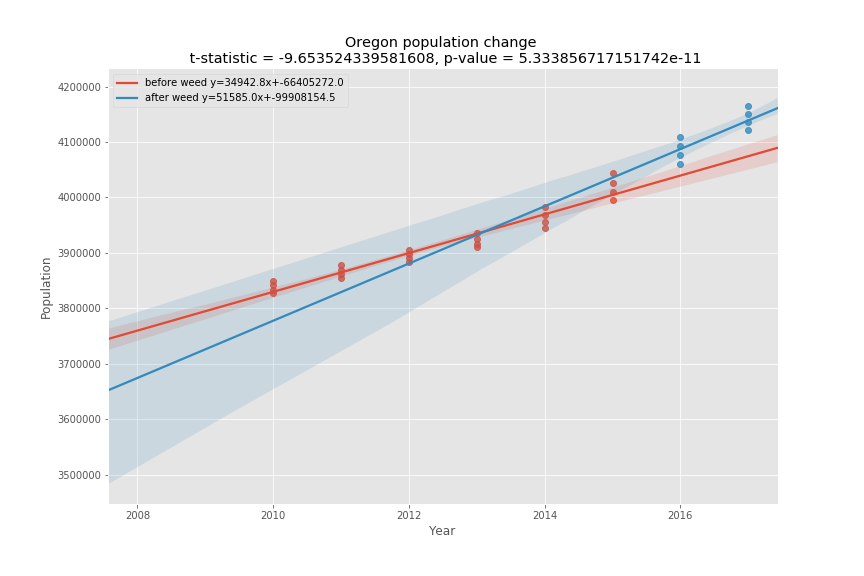 Oregon population change
t-statistic = -9.653524339581608, p-value = 5.333856717151742e-11
before weed y=34942.8x+-66405272.0
after weed y=51585.0x+-99908154.5
4200000
4100000
4000000
3900000
3800000
3700000
3600000
3500000
Population
2008 2010 2012 2014 2016
Year